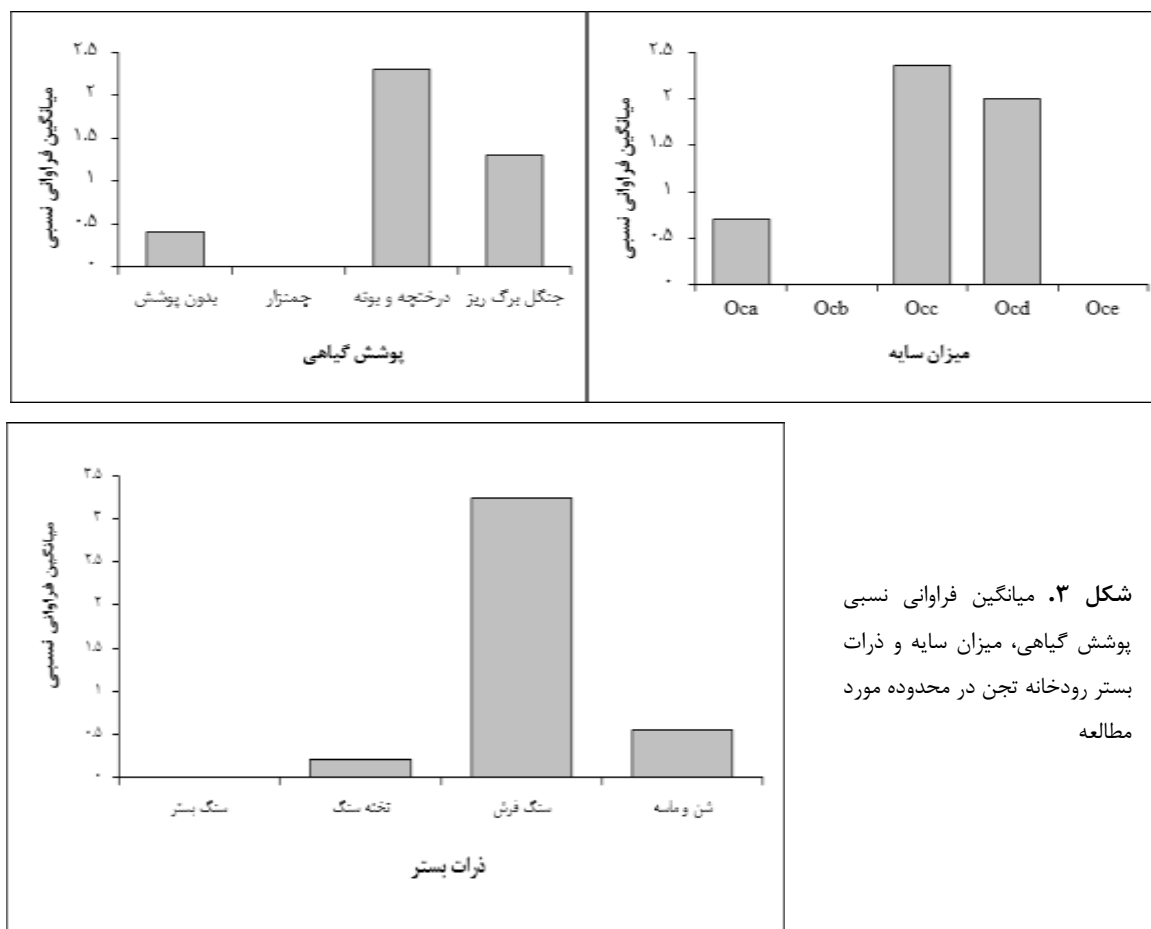 ۲.۵
۲
۱.۵
۱
۰.۵
۰
میانگین فراوانی نسبی
بدون پوشش
چمنزار
درختچه و بوته
جنگل برگ ریز
پوشش گیاهی
۲.۵
۲
۱.۵
۱
۰.۵
۰
میانگین فراوانی نسبی
Oca
Ocb
Occ
Ocd
Oce
میزان سایه
۳.۵
۳
۲.۵
۲
۱.۵
۱
۰.۵
۰
میانگین فراوانی نسبی
سنگ بستر
تخته سنگ
سنگ فرش
شن و ماسه
ذرات بستر
شکل ۳. میانگین فراوانی نسبی
پوشش گیاهی، میزان سایه و ذرات
بستر رودخانه تجن در محدوده مورد
مطالعه